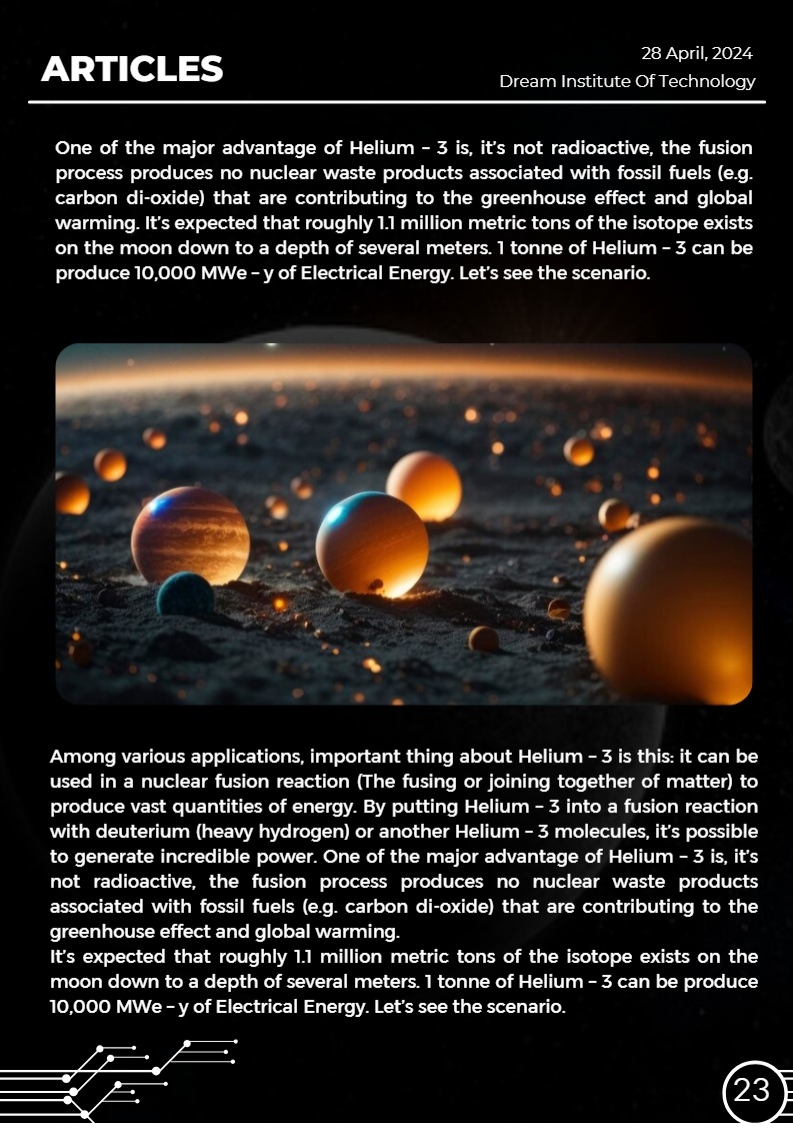 ARTICLES
28 April, 2024
Dream Institute Of Technology
One of the major advantage of Helium – 3 is, it's not radioactive, the fusion
process produces no nuclear waste products associated with fossil fuels (e.g.
carbon di-oxide) that are contributing to the greenhouse effect and global
warming. It's expected that roughly 1.1 million metric tons of the isotope exists
on the moon down to a depth of several meters. 1 tonne of Helium – 3 can be
produce 10,000 MWe – y of Electrical Energy. Let's see the scenario.
Among various applications, important thing about Helium – 3 is this: it can be
used in a nuclear fusion reaction (The fusing or joining together of matter) to
produce vast quantities of energy. By putting Helium – 3 into a fusion reaction
with deuterium (heavy hydrogen) or another Helium – 3 molecules, it's possible
to generate incredible power. One of the major advantage of Helium – 3 is, it's
not radioactive, the fusion process produces no nuclear waste products
associated with fossil fuels (e.g. carbon di-oxide) that are contributing to the
greenhouse effect and global warming.
It's expected that roughly 1.1 million metric tons of the isotope exists on the
moon down to a depth of several meters. 1 tonne of Helium – 3 can be produce
10,000 MWe – y of Electrical Energy. Let's see the scenario.
23